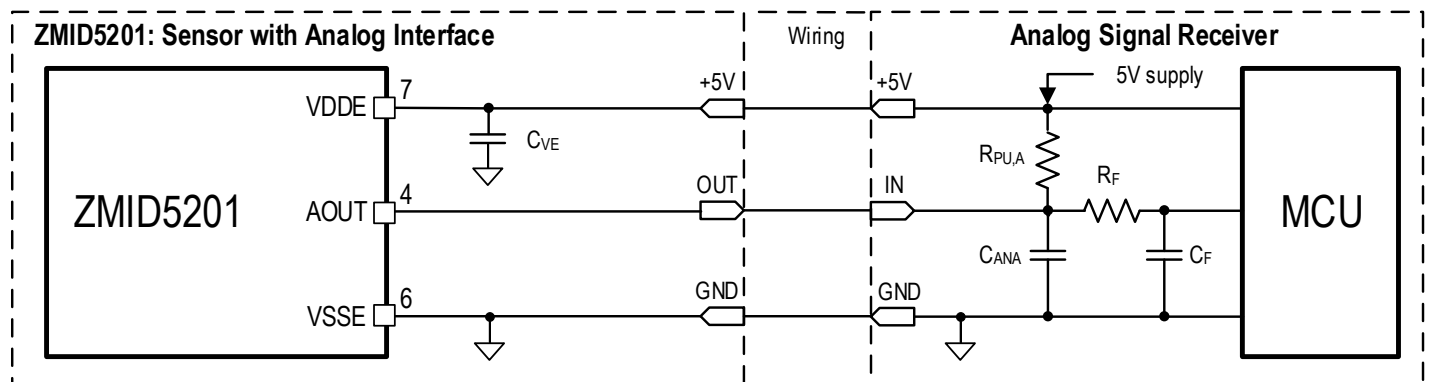 ZMID5201: Sensor with Analog Interface
Wiring
Analog Signal Receiver
7
VDDE
+5V
+5V
5V supply
CVE
RPU,A
ZMID5201
4
AOUT
OUT
IN
RF
MCU
CANA
CF
6
VSSE
GND
GND